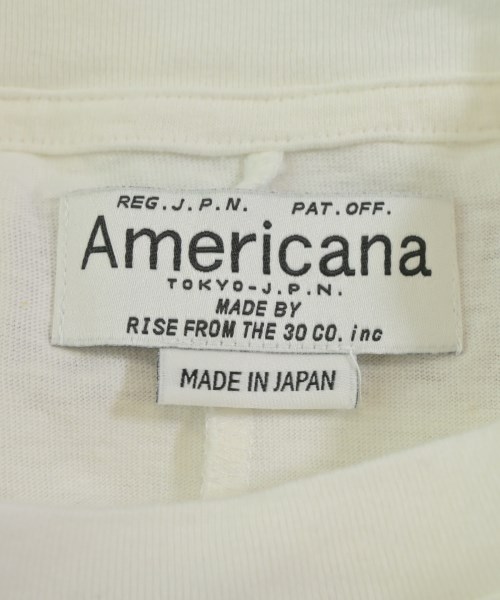 REG.J.P.N. PAT.OFF.
Americana
TOKYO-J.P.N.
MADE BY
RISE FROM THE 30 CO. inc
MADE IN JAPAN